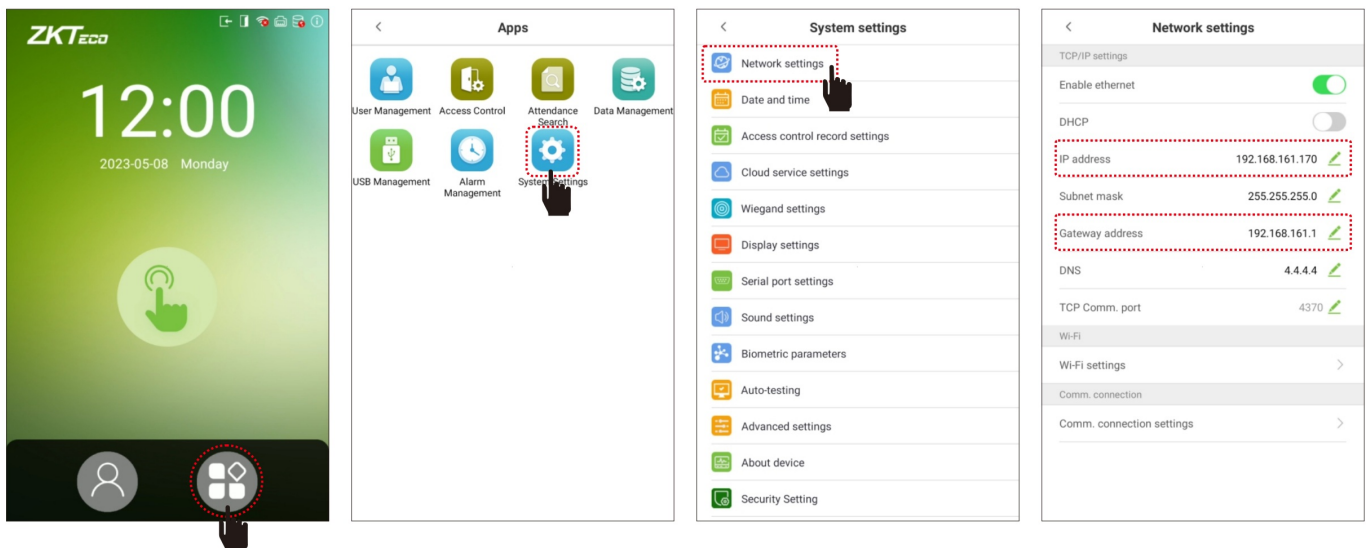 ZKTeco
12:00
2023-05-08 Monday
Apps
User Management
Access Control
Attendance
Search
Data Management
USB Management
Alarm
Management
System Settings
System settings
Network settings
Date and time
Access control record settings
Cloud service settings
Wiegand settings
Display settings
Serial port settings
Sound settings
Biometric parameters
Auto-testing
Advanced settings
About device
Security Setting
Network settings
TCP/IP settings
Enable ethernet
DHCP
IP address 192.168.161.170
Subnet mask 255.255.255.0
Gateway address 192.168.161.1
DNS 4.4.4.4
TCP Comm. port 4370
Wi-Fi
Wi-Fi settings
Comm. connection
Comm. connection settings